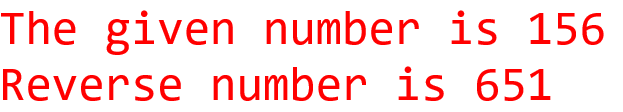 The given number is 156
Reverse number is 651